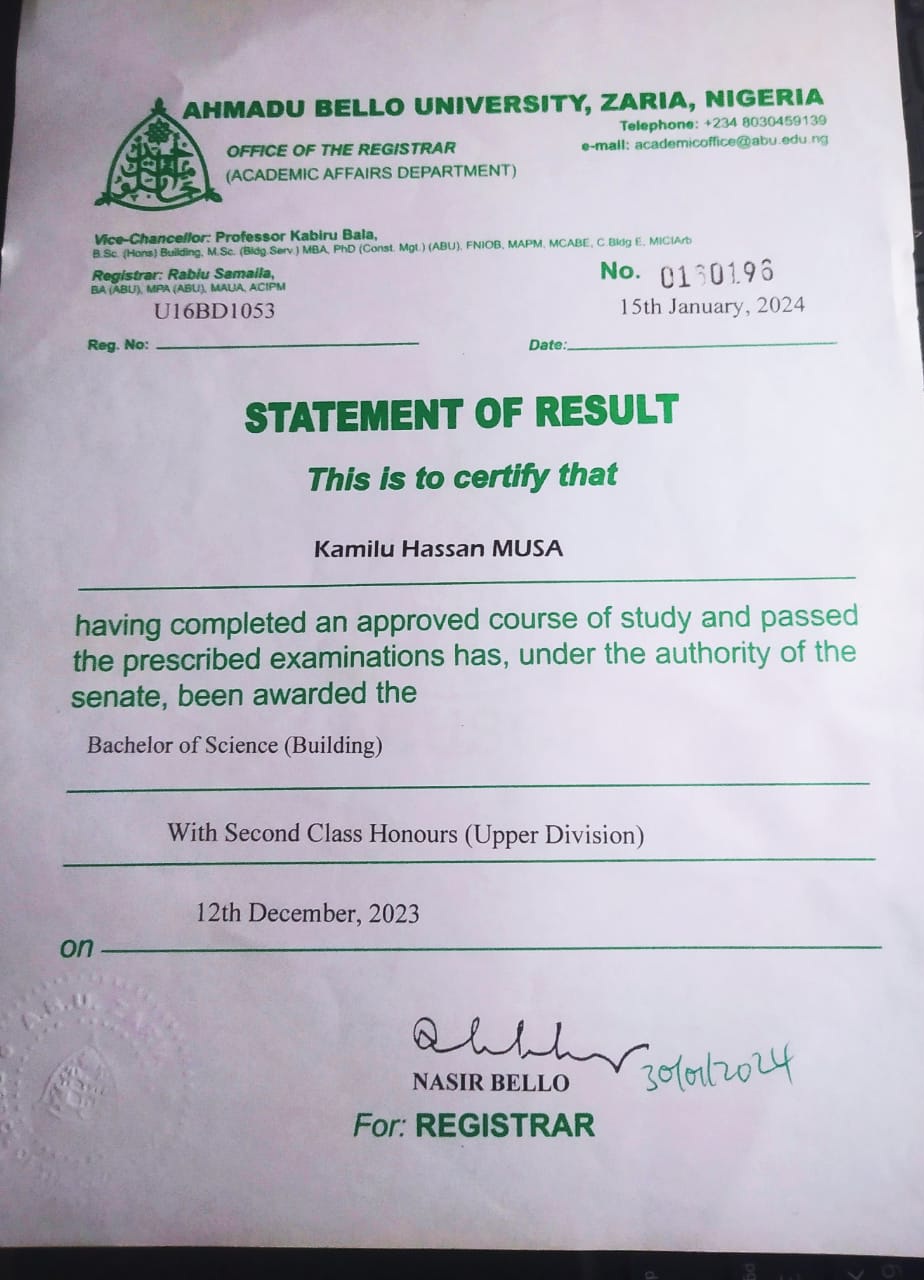 AHMADU BELLO UNIVERSITY, ZARIA, NIGERIA
Telephone: +234 8030459139
OFFICE OF THE REGISTRAR
e-mail: academicoffice@abu.edu.ng
(ACADEMIC AFFAIRS DEPARTMENT)
Vice-Chancellor: Professor Kabiru Bala,
B.Sc. (Hons) Building, M.Sc. (Bldg Serv.) MBA, PhD (Const. Mgt.) (ABU), FNIOB, MAPM, MCABE, C.Bldg E, MICIArb
Registrar: Rabiu Samaila,
No. 0130196
BA (ABU), MPA (ABU), MAUA, ACIPM
U16BD1053
15th January, 2024
Reg. No:
Date:
STATEMENT OF RESULT
This is to certify that
Kamilu Hassan MUSA
having completed an approved course of study and passed
the prescribed examinations has, under the authority of the
senate, been awarded the
Bachelor of Science (Building)
With Second Class Honours (Upper Division)
12th December, 2023
on
A.B.U. ZAR
NASIR BELLO
30/01/2024
For: REGISTRAR